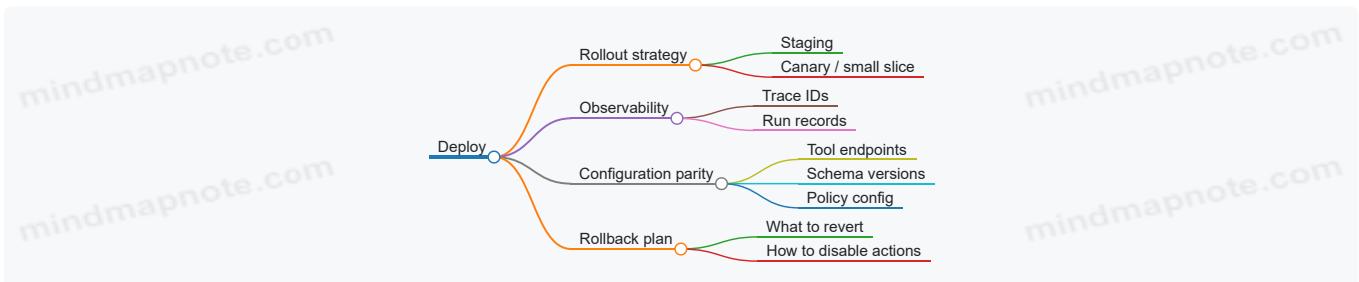 Deploy
Rollout strategy
Staging
Canary / small slice
Observability
Trace IDs
Run records
Configuration parity
Tool endpoints
Schema versions
Policy config
Rollback plan
What to revert
How to disable actions
mindmapnote.com
mindmapnote.com
mindmapnote.com
mindmapnote.com